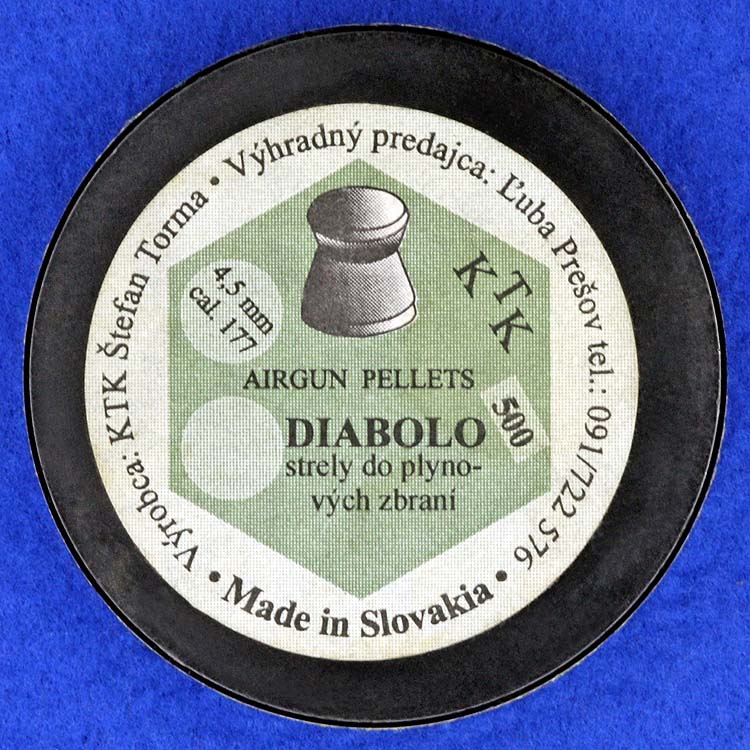 Výrobca: KTK Štefan Torma • Výhradný predajca: Ľuba Prešov tel.: 091/722 576 •
Made in Slovakia •
4,5 mm
cal. 177
KTK
AIRGUN PELLETS
DIABOLO
500
strely do plyno-
vých zbraní